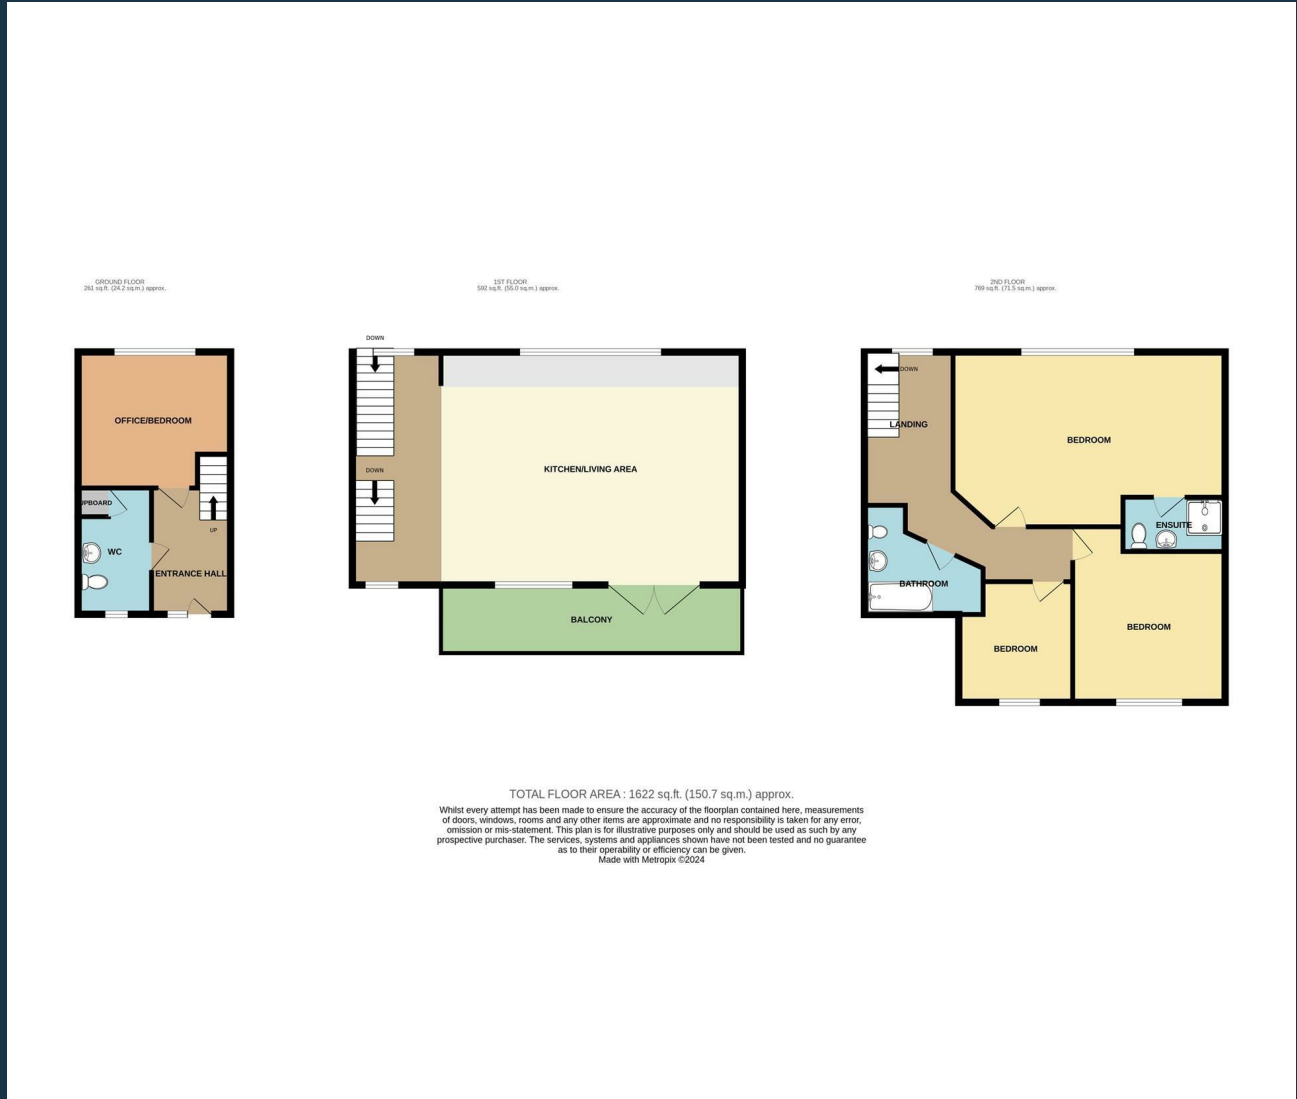 GROUND FLOOR
261 sq.ft. (24.2 sq.m.) approx.
1ST FLOOR
592 sq.ft. (55.0 sq.m.) approx.
2ND FLOOR
769 sq.ft. (71.5 sq.m.) approx.
OFFICE/BEDROOM
UPBOARD
WC
UP
ENTRANCE HALL
DOWN
DOWN
KITCHEN/LIVING AREA
BALCONY
DOWN
LANDING
BEDROOM
ENSUITE
BATHROOM
BEDROOM
BEDROOM
TOTAL FLOOR AREA : 1622 sq.ft. (150.7 sq.m.) approx.
Whilst every attempt has been made to ensure the accuracy of the floorplan contained here, measurements
of doors, windows, rooms and any other items are approximate and no responsibility is taken for any error,
omission or mis-statement. This plan is for illustrative purposes only and should be used as such by any
prospective purchaser. The services, systems and appliances shown have not been tested and no guarantee
as to their operability or efficiency can be given.
Made with Metropix ©2024